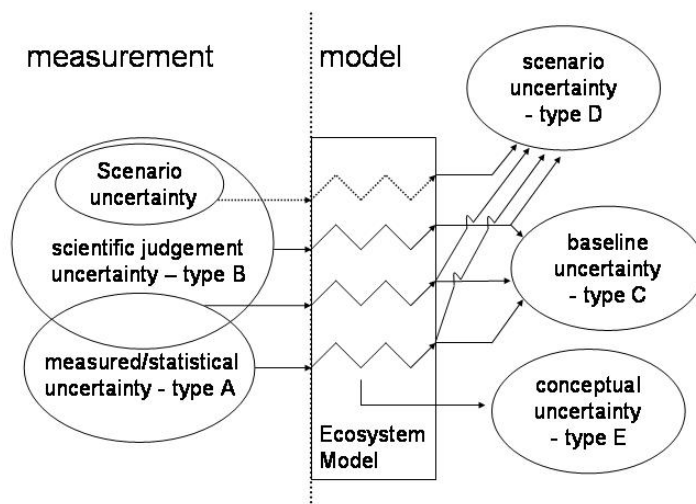 measurement
model
Scenario
uncertainty
scientific judgement
uncertainty – type B
measured/statistical
uncertainty - type A
Ecosystem
Model
scenario
uncertainty
- type D
baseline
uncertainty
- type C
conceptual
uncertainty
- type E